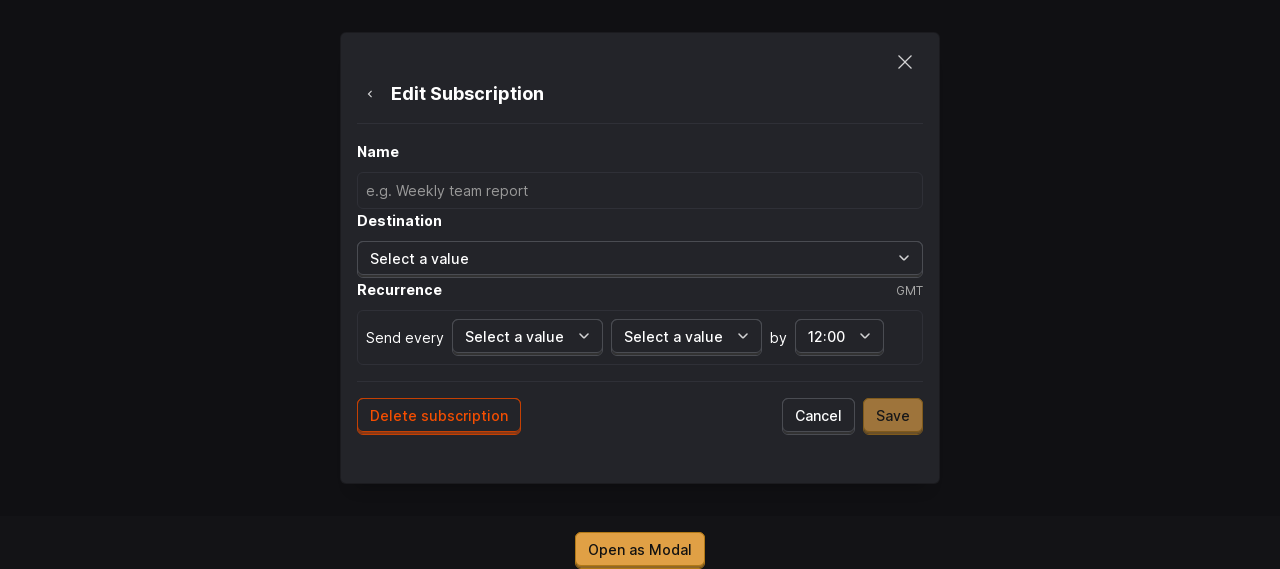 Edit Subscription
Name
e.g. Weekly team report
Destination
Select a value
Recurrence GMT
Send every Select a value Select a value by 12:00
Delete subscription Cancel Save
Open as Modal